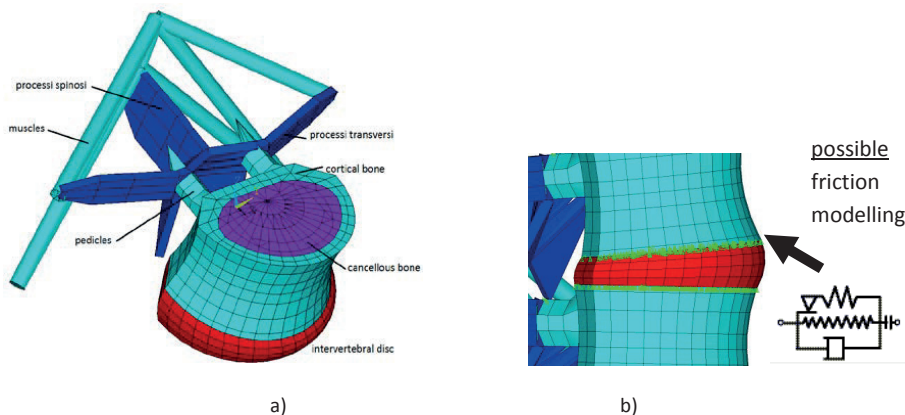 processi spinosi
muscles
processi transversi
cortical bone
pedicles
cancellous bone
intervertebral disc
a)
possible
friction
modelling
b)